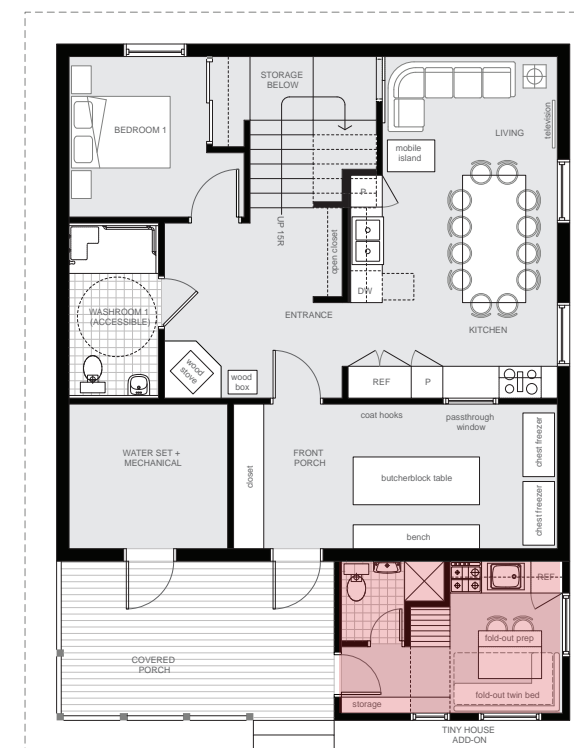 STORAGE
BELOW
BEDROOM 1
LIVING
television
mobile
island
P
UP 15R
open closet
DW
WASHROOM 1
(ACCESSIBLE)
ENTRANCE
KITCHEN
wood
stove
wood
box
REF
P
coat hooks
passthrough
window
chest freezer
WATER SET +
MECHANICAL
closet
FRONT
PORCH
butcherblock table
chest freezer
bench
REF
fold-out prep
COVERED
PORCH
fold-out twin bed
storage
TINY HOUSE
ADD-ON